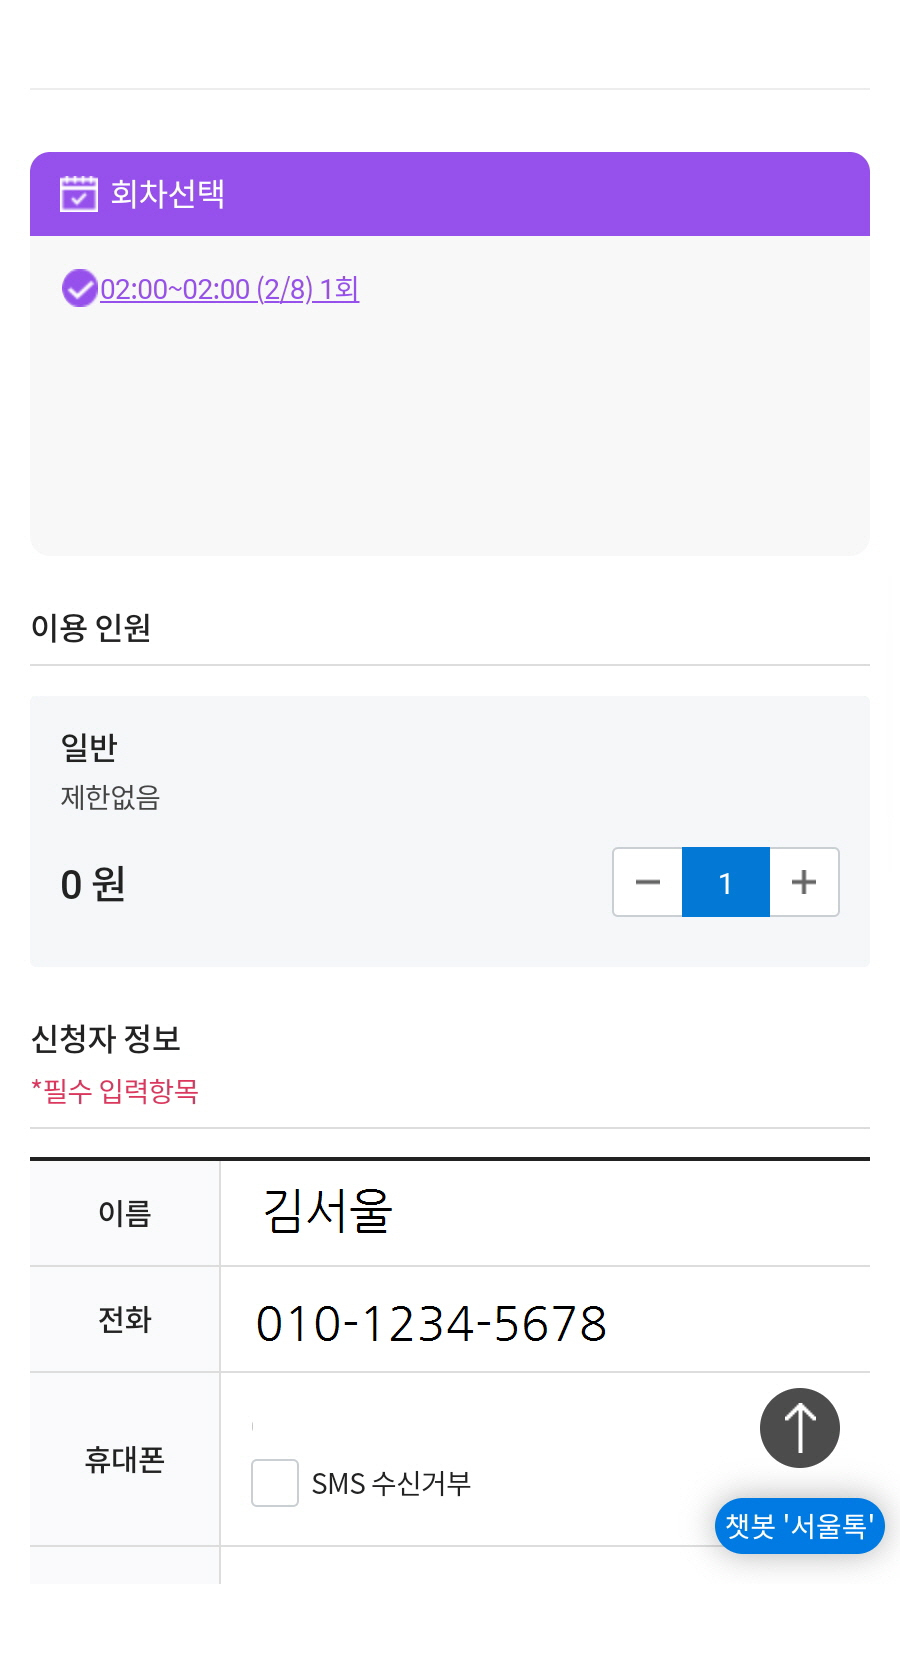 회차선택
02:00~02:00 (2/8) 1회
이용 인원
일반
제한없음
0 원
1
신청자 정보
*필수 입력항목
이름 김서울
전화 010-1234-5678
휴대폰
SMS 수신거부
챗봇 '서울톡'